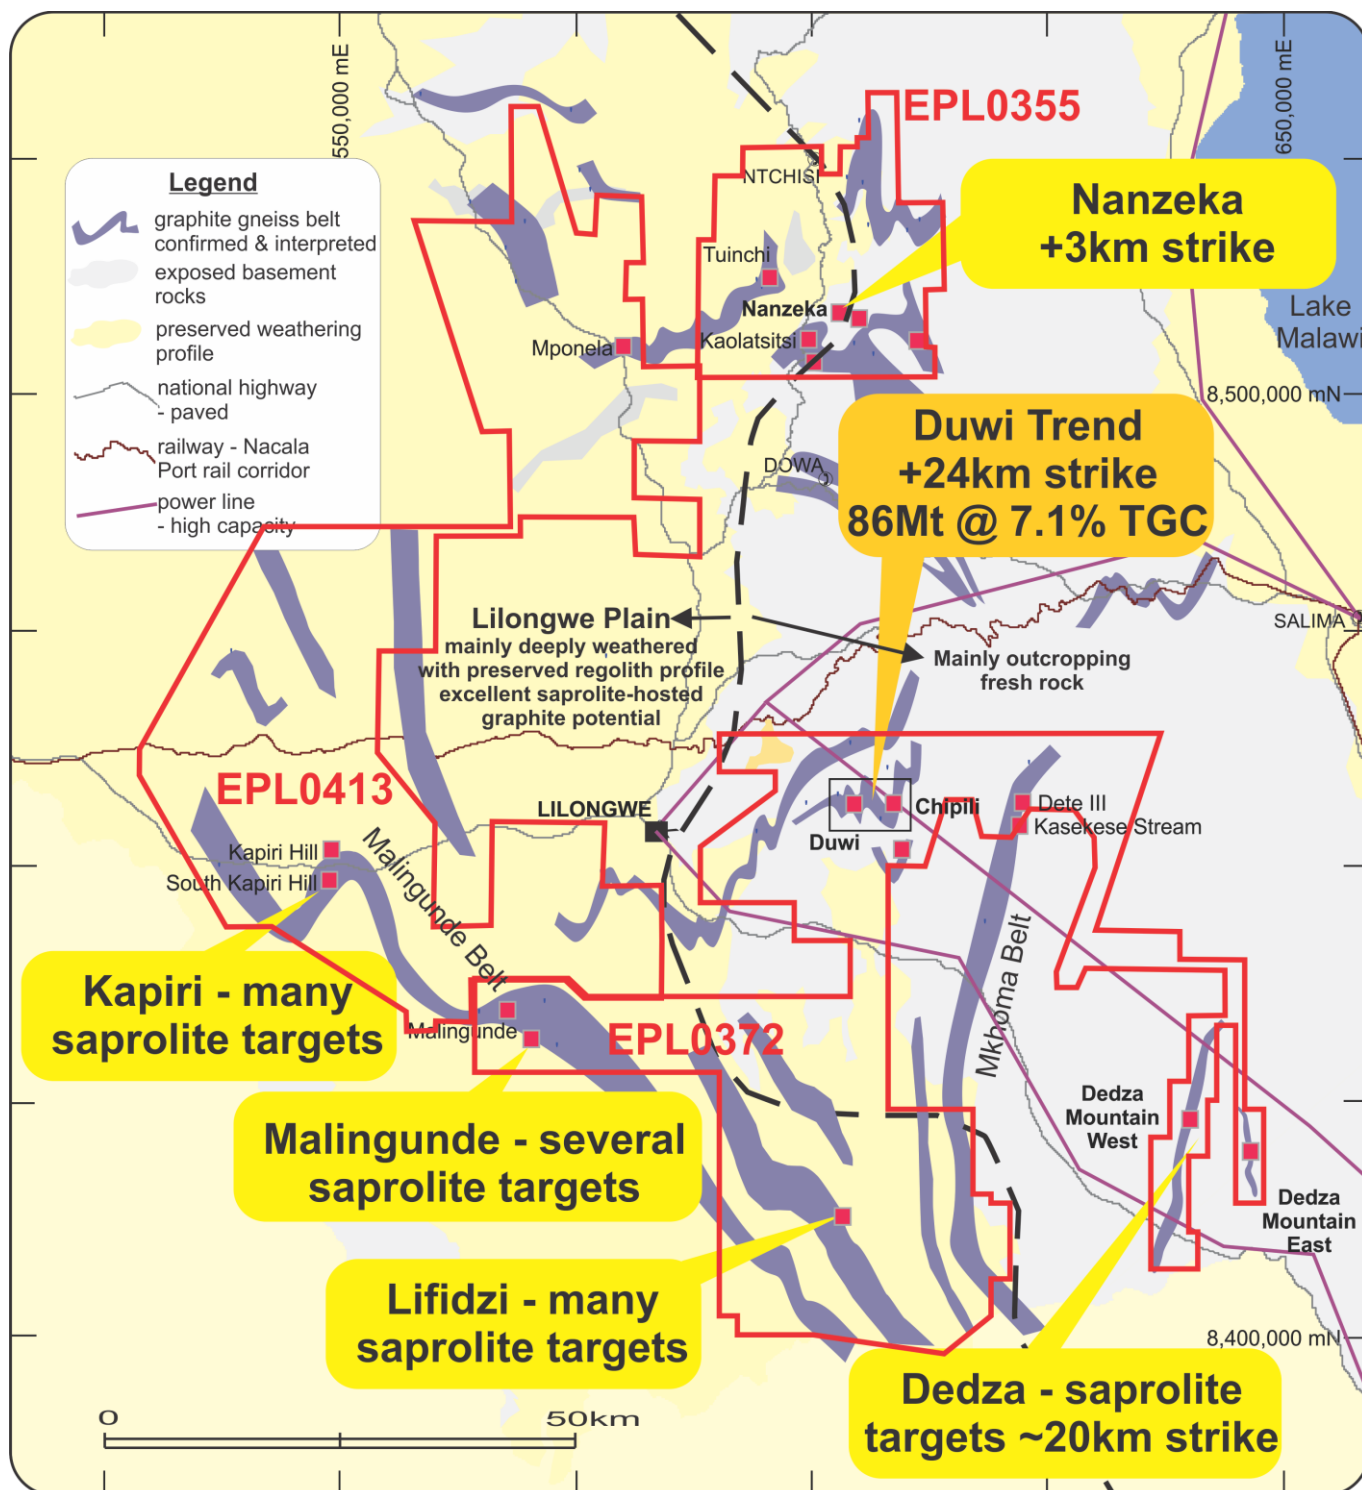 550,000 mE
650,000 mE
EPL0355
Legend
graphite gneiss belt
confirmed & interpreted
exposed basement
rocks
preserved weathering
profile
national highway
- paved
railway - Nacala
Port rail corridor
power line
- high capacity
NTCHISI
Nanzeka
+3km strike
Tuinchi
Nanzeka
Kaolatsitsi
Mponela
Lake
Malawi
8,500,000 mN
Duwi Trend
+24km strike
86Mt @ 7.1% TGC
DOWA
Lilongwe Plain
mainly deeply weathered
with preserved regolith profile
excellent saprolite-hosted
graphite potential
Mainly outcropping
fresh rock
SALIMA
EPL0413
LILONGWE
Chipili
Dete III
Kasekese Stream
Duwi
Kapiri Hill
South Kapiri Hill
Malingunde Belt
Mkhoma Belt
Kapiri - many
saprolite targets
Malingunde
EPL0372
Dedza
Mountain
West
Malingunde - several
saprolite targets
Dedza
Mountain
East
Lifidzi - many
saprolite targets
8,400,000 mN
Dedza - saprolite
targets ~20km strike
0
50km